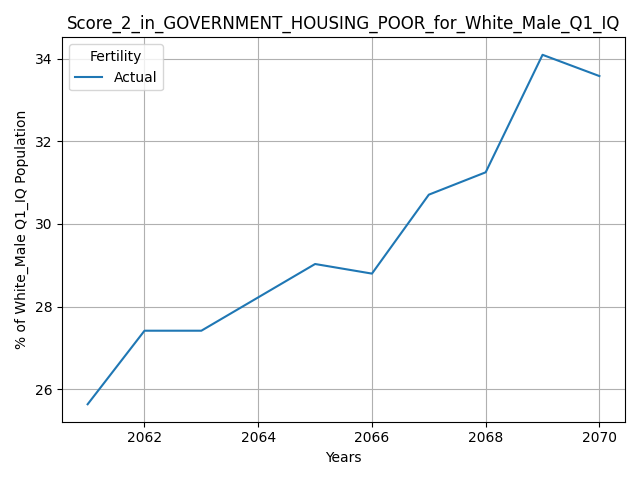 Score_2_in_GOVERNMENT_HOUSING_POOR_for_White_Male_Q1_IQ
Fertility
Actual
% of White_Male Q1_IQ Population
34
32
30
28
26
2062 2064 2066 2068 2070
Years